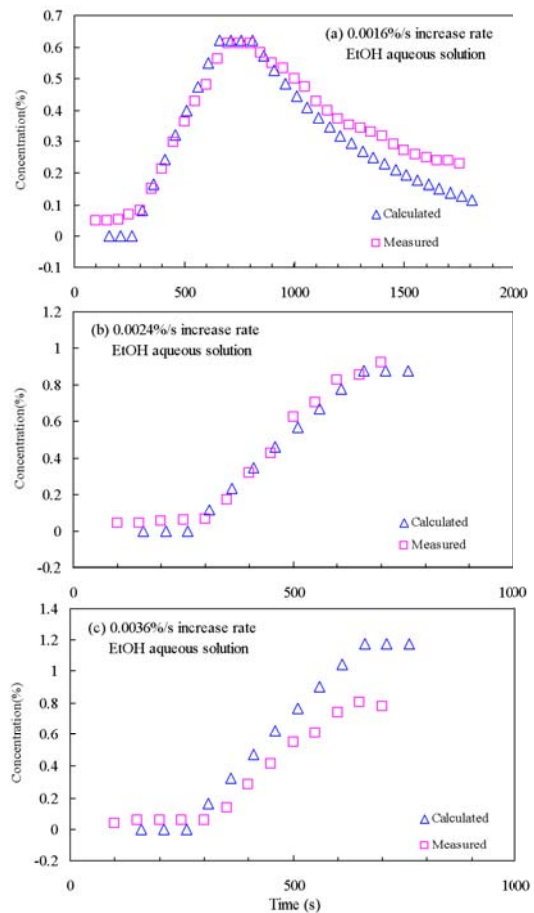 0.7
(a) 0.0016%/s increase rate
EtOH aqueous solution
0.6
0.5
0.4
0.3
0.2
0.1
0
-0.1
Concentration(%)
Calculated
Measured
0 500 1000 1500 2000
1.2
(b) 0.0024%/s increase rate
EtOH aqueous solution
1
0.8
0.6
0.4
0.2
0
-0.2
Concentration(%)
Calculated
Measured
0 500 1000
1.4
(c) 0.0036%/s increase rate
EtOH aqueous solution
1.2
1
0.8
0.6
0.4
0.2
0
-0.2
Concentration(%)
Calculated
Measured
0 500 1000
Time (s)